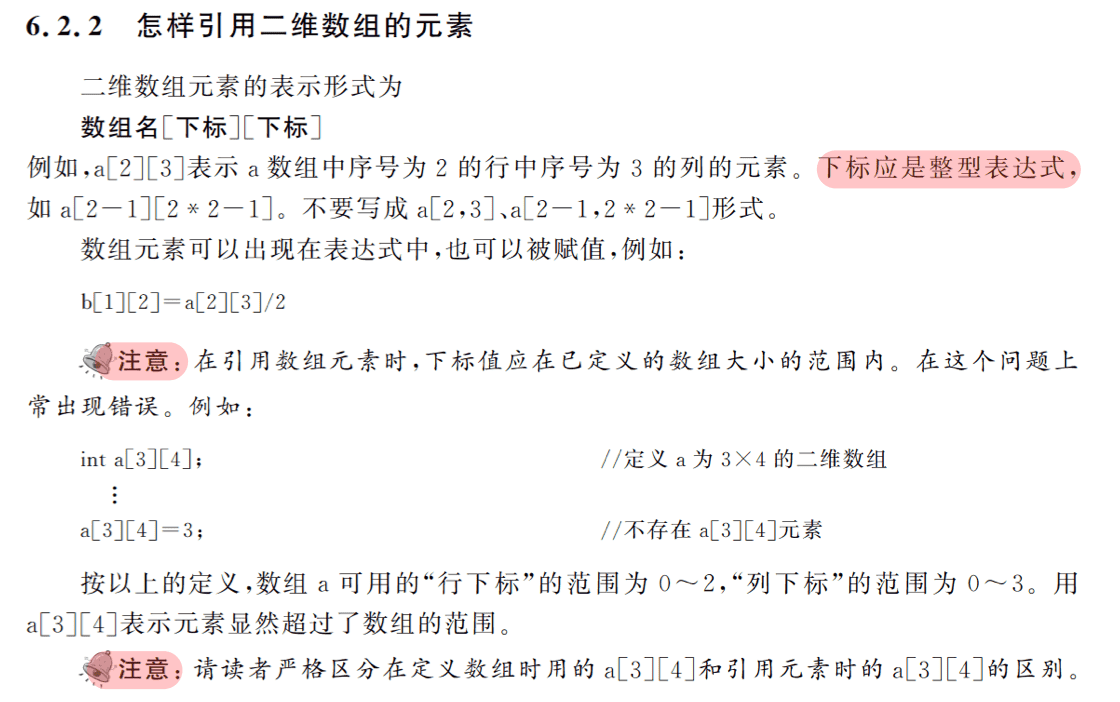 6.2.2 怎样引用二维数组的元素
二维数组元素的表示形式为
数组名[下标][下标]
例如,a[2][3]表示 a 数组中序号为 2 的行中序号为 3 的列的元素。下标应是整型表达式,
如 a[2-1][2*2-1]。不要写成 a[2,3]、a[2-1,2*2-1]形式。
数组元素可以出现在表达式中,也可以被赋值,例如:
b[1][2]=a[2][3]/2
注意:在引用数组元素时,下标值应在已定义的数组大小的范围内。在这个问题上
常出现错误。例如:
int a[3][4]; //定义 a 为 3×4 的二维数组
⋮
a[3][4]=3; //不存在 a[3][4]元素
按以上的定义,数组 a 可用的“行下标”的范围为 0~2,“列下标”的范围为 0~3。用
a[3][4]表示元素显然超过了数组的范围。
注意:请读者严格区分在定义数组时用的 a[3][4]和引用元素时的 a[3][4]的区别。